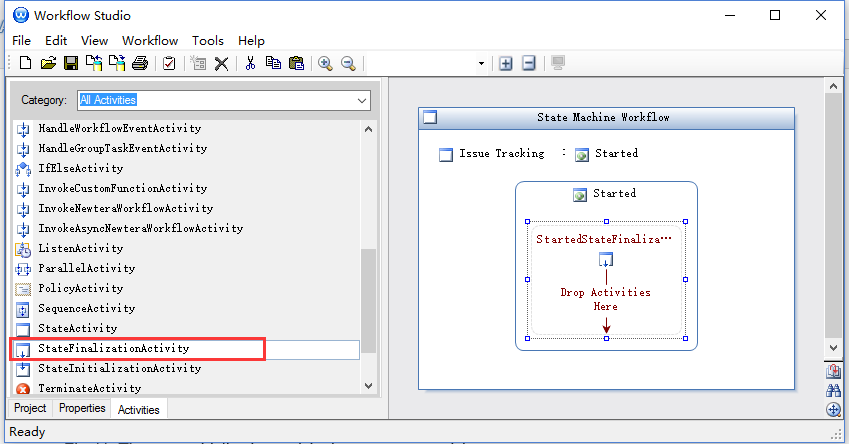 Workflow Studio
File Edit View Workflow Tools Help
Category: All Activities
HandleWorkflowEventActivity
HandleGroupTaskEventActivity
IfElseActivity
InvokeCustomFunctionActivity
InvokeNewteraWorkflowActivity
InvokeAsyncNewteraWorkflowActivity
ListenActivity
ParallelActivity
PolicyActivity
SequenceActivity
StateActivity
StateFinalizationActivity
StateInitializationActivity
TerminateActivity
Project Properties Activities
State Machine Workflow
Issue Tracking : Started
Started
StartedStateFinaliza…
Drop Activities
Here
Ready